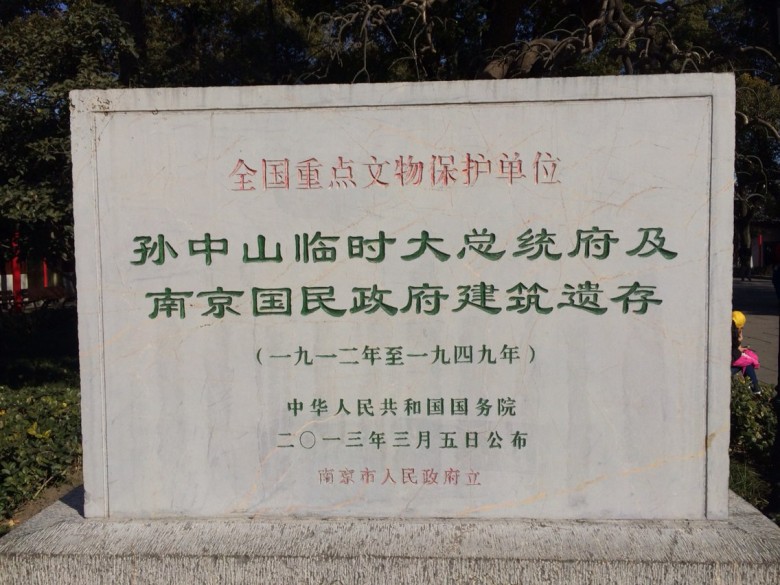 全国重点文物保护单位
孙中山临时大总统府及
南京国民政府建筑遗存
（一九一二年至一九四九年）
中华人民共和国国务院
二〇一三年三月五日公布
南京市人民政府立